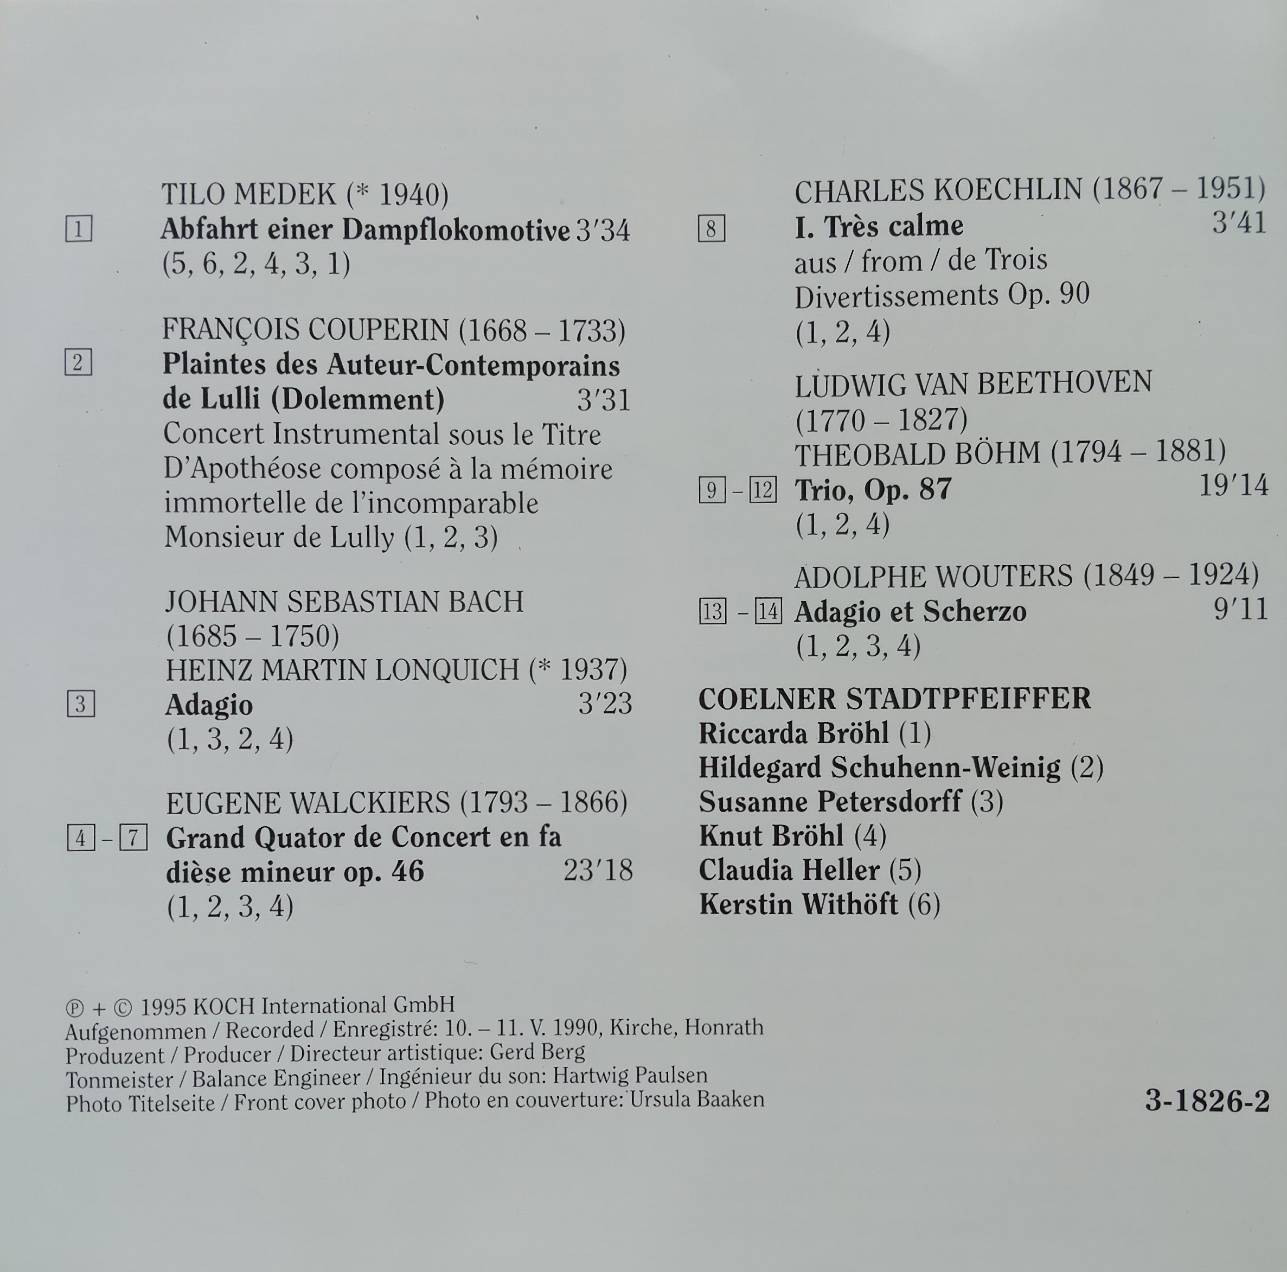 TILO MEDEK (* 1940)
1 Abfahrt einer Dampflokomotive 3'34
(5, 6, 2, 4, 3, 1)
FRANÇOIS COUPERIN (1668 – 1733)
2 Plaintes des Auteur-Contemporains
de Lulli (Dolemment) 3'31
Concert Instrumental sous le Titre
D'Apothéose composé à la mémoire
immortelle de l'incomparable
Monsieur de Lully (1, 2, 3)
JOHANN SEBASTIAN BACH
(1685 – 1750)
HEINZ MARTIN LONQUICH (* 1937)
3 Adagio 3'23
(1, 3, 2, 4)
EUGENE WALCKIERS (1793 – 1866)
4 – 7 Grand Quator de Concert en fa
dièse mineur op. 46 23'18
(1, 2, 3, 4)
CHARLES KOECHLIN (1867 – 1951)
8 I. Très calme 3'41
aus / from / de Trois
Divertissements Op. 90
(1, 2, 4)
LUDWIG VAN BEETHOVEN
(1770 – 1827)
THEOBALD BÖHM (1794 – 1881)
9 – 12 Trio, Op. 87 19'14
(1, 2, 4)
ADOLPHE WOUTERS (1849 – 1924)
13 – 14 Adagio et Scherzo 9'11
(1, 2, 3, 4)
COELNER STADTPFEIFFER
Riccarda Bröhl (1)
Hildegard Schuhenn-Weinig (2)
Susanne Petersdorff (3)
Knut Bröhl (4)
Claudia Heller (5)
Kerstin Withöft (6)
℗ + © 1995 KOCH International GmbH
Aufgenommen / Recorded / Enregistré: 10. – 11. V. 1990, Kirche, Honrath
Produzent / Producer / Directeur artistique: Gerd Berg
Tonmeister / Balance Engineer / Ingénieur du son: Hartwig Paulsen
Photo Titelseite / Front cover photo / Photo en couverture: Ursula Baaken
3-1826-2